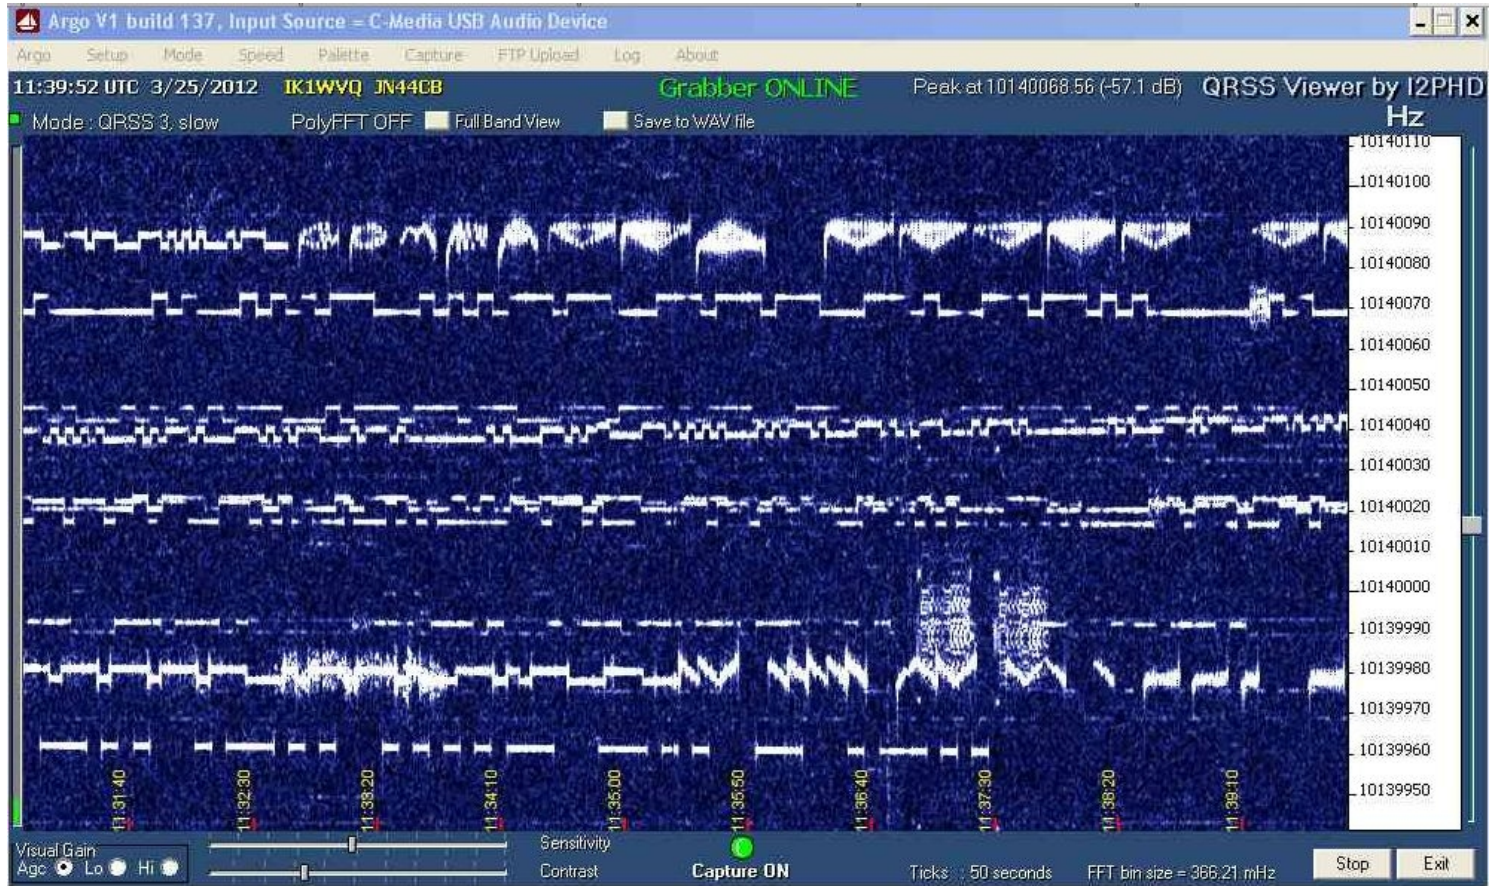 Argo V1 build 137, Input Source = C-Media USB Audio Device
Argo Setup Mode Speed Palette Capture FTP Upload Log About
11:39:52 UTC 3/25/2012 IK1WVQ JN44CB Grabber ONLINE Peak at 10140068.56 (-57.1 dB) QRSS Viewer by I2PHD
Mode : QRSS 3, slow PolyFFT OFF Full Band View Save to WAV file Hz
10140110
10140100
10140090
10140080
10140070
10140060
10140050
10140040
10140030
10140020
10140010
10140000
10139990
10139980
10139970
10139960
10139950
11:31:40 11:32:30 11:33:20 11:34:10 11:35:00 11:35:50 11:36:40 11:37:30 11:38:20 11:39:10
Visual Gain
Agc Lo Hi
Sensitivity
Contrast
Capture ON
Ticks : 50 seconds FFT bin size = 366.21 mHz
Stop Exit